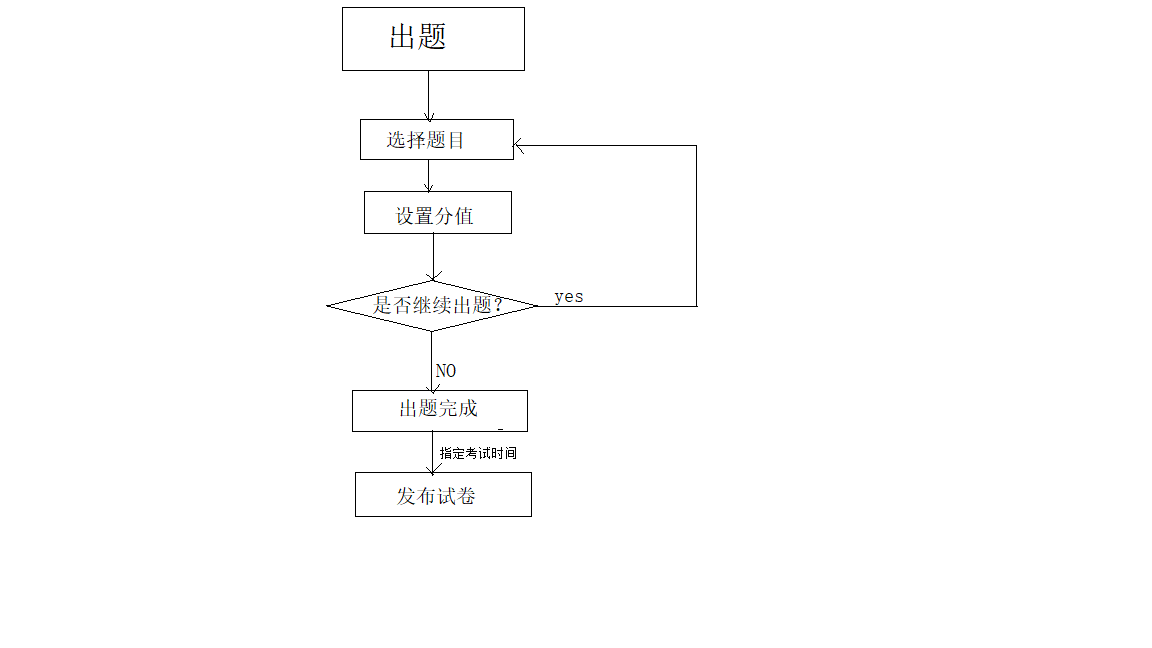 出题
选择题目
设置分值
是否继续出题?
yes
NO
出题完成
指定考试时间
发布试卷